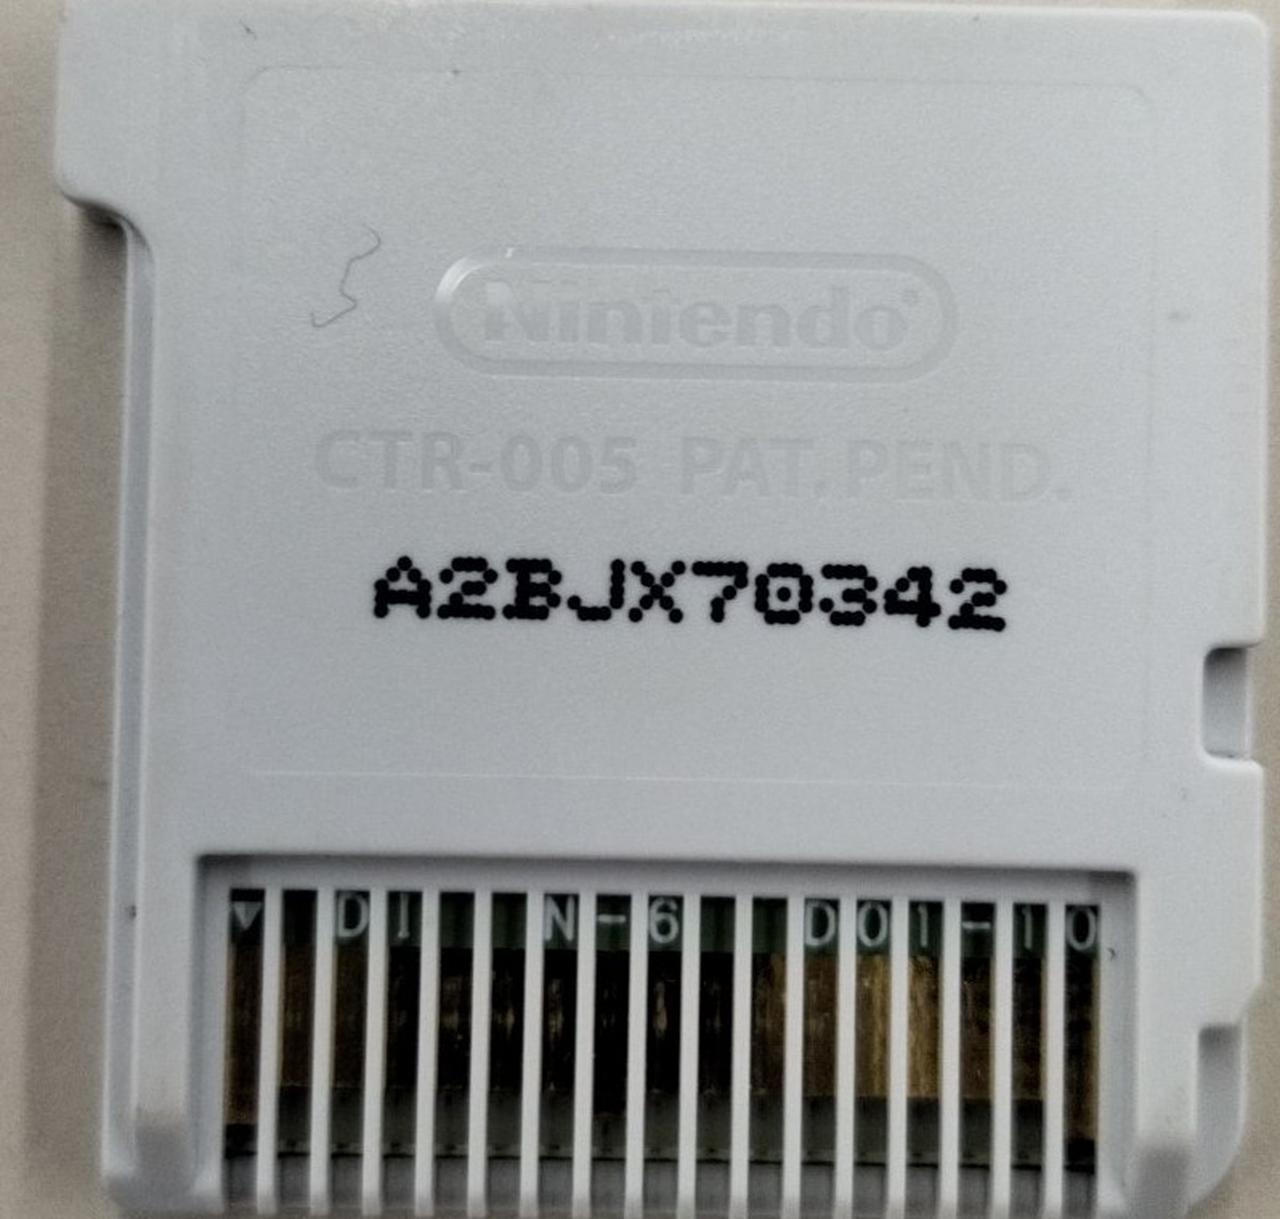 Nintendo®
CTR-005 PAT. PEND.
A2BJX70342
▼ DI N-6 D01-10